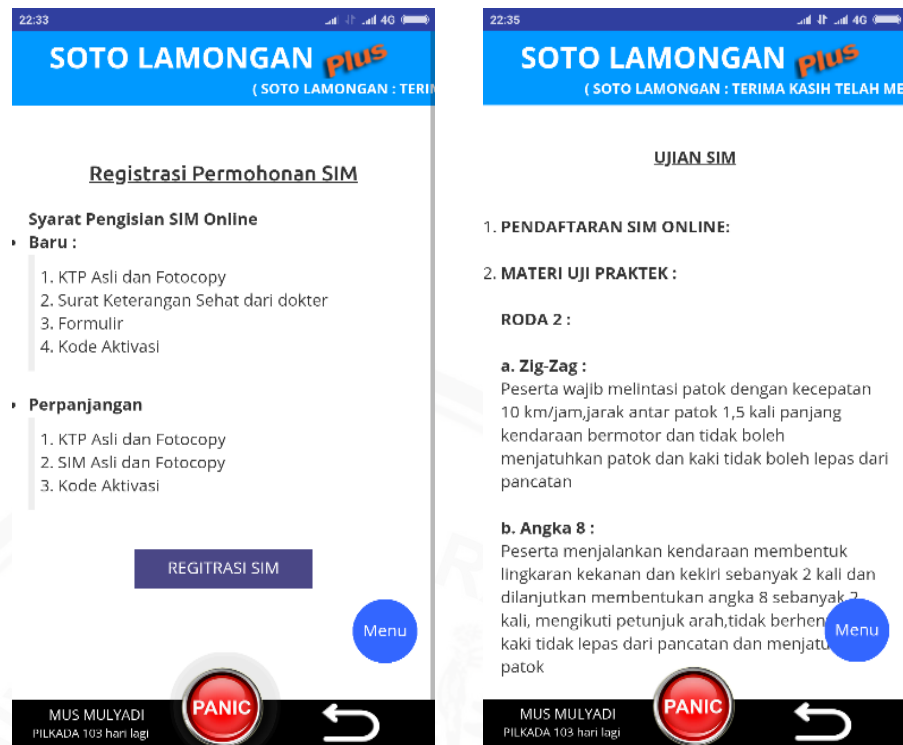 22:33
4G
SOTO LAMONGAN Plus
( SOTO LAMONGAN : TERI
Registrasi Permohonan SIM
Syarat Pengisian SIM Online
• Baru :
1. KTP Asli dan Fotocopy
2. Surat Keterangan Sehat dari dokter
3. Formulir
4. Kode Aktivasi
• Perpanjangan
1. KTP Asli dan Fotocopy
2. SIM Asli dan Fotocopy
3. Kode Aktivasi
REGITRASI SIM
Menu
PANIC
MUS MULYADI
PILKADA 103 hari lagi
22:35
4G
SOTO LAMONGAN Plus
( SOTO LAMONGAN : TERIMA KASIH TELAH ME
UJIAN SIM
1. PENDAFTARAN SIM ONLINE:
2. MATERI UJI PRAKTEK :
RODA 2 :
a. Zig-Zag :
Peserta wajib melintasi patok dengan kecepatan
10 km/jam,jarak antar patok 1,5 kali panjang
kendaraan bermotor dan tidak boleh
menjatuhkan patok dan kaki tidak boleh lepas dari
pancatan
b. Angka 8 :
Peserta menjalankan kendaraan membentuk
lingkaran kekanan dan kekiri sebanyak 2 kali dan
dilanjutkan membentukan angka 8 sebanyak
kali, mengikuti petunjuk arah,tidak berhen
kaki tidak lepas dari pancatan dan menjatu
patok
Menu
PANIC
MUS MULYADI
PILKADA 103 hari lagi